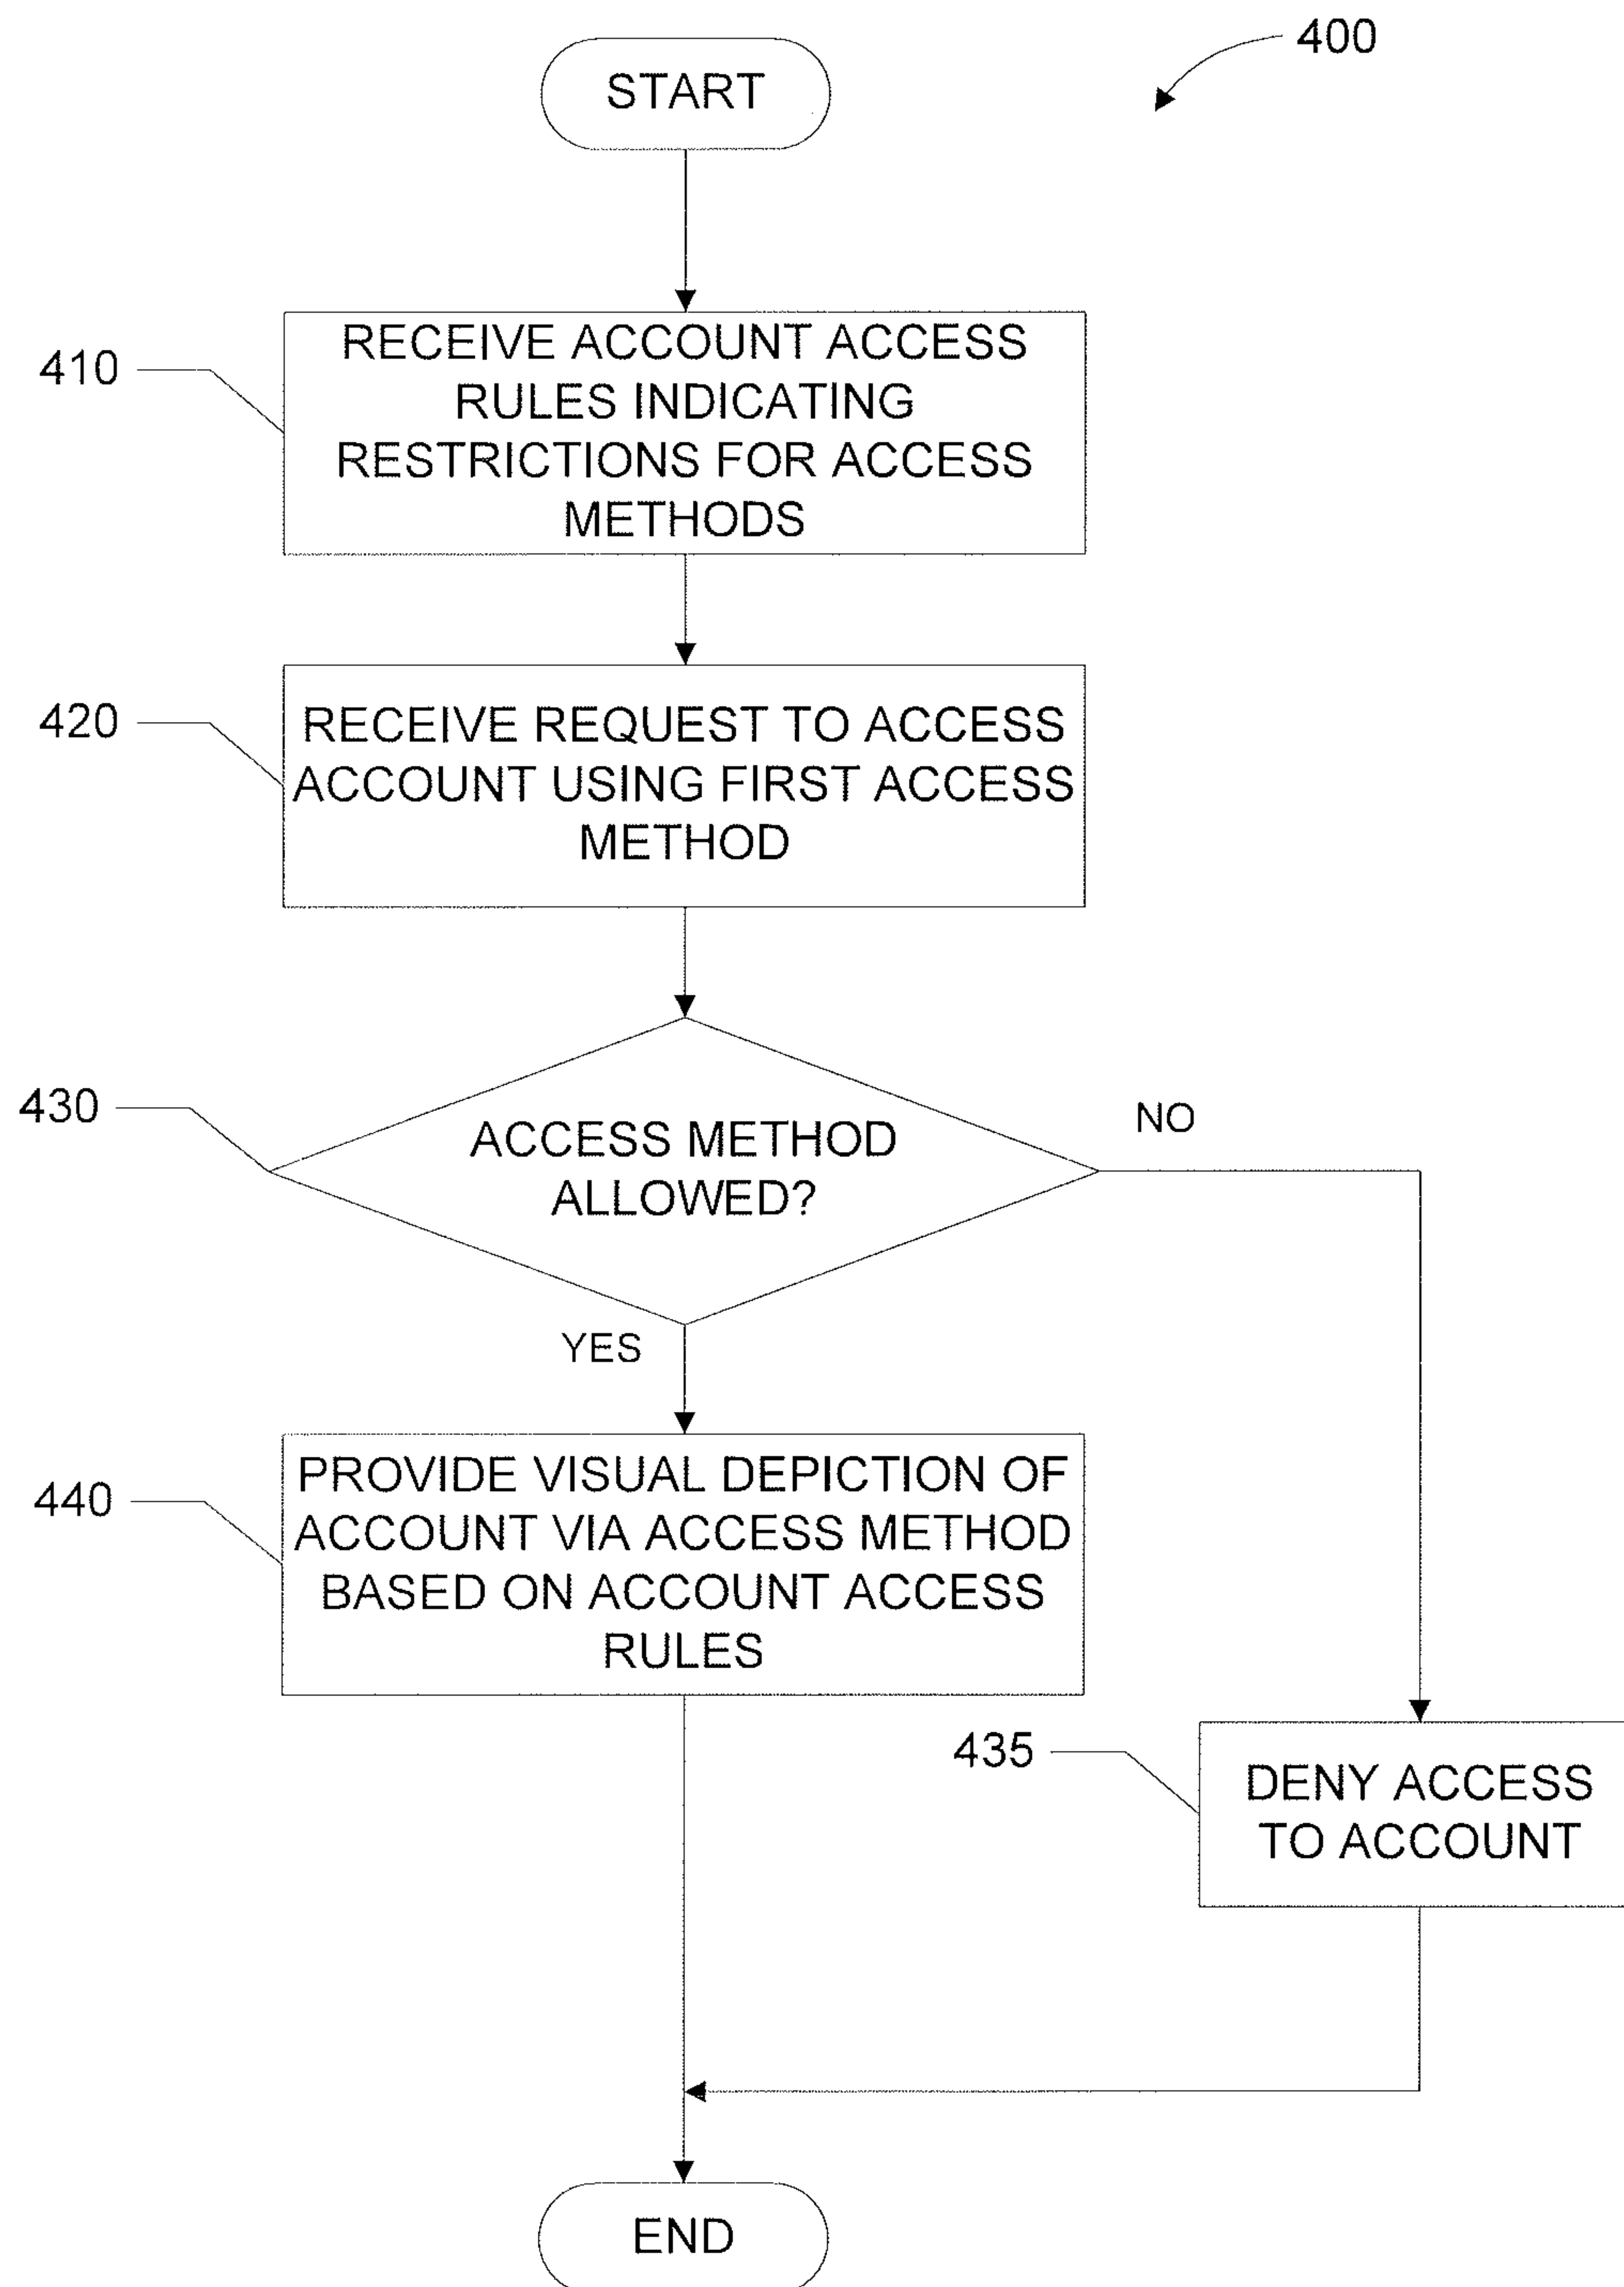 400
START
410
RECEIVE ACCOUNT ACCESS
RULES INDICATING
RESTRICTIONS FOR ACCESS
METHODS
420
RECEIVE REQUEST TO ACCESS
ACCOUNT USING FIRST ACCESS
METHOD
430
ACCESS METHOD
ALLOWED?
NO
YES
440
PROVIDE VISUAL DEPICTION OF
ACCOUNT VIA ACCESS METHOD
BASED ON ACCOUNT ACCESS
RULES
435
DENY ACCESS
TO ACCOUNT
END